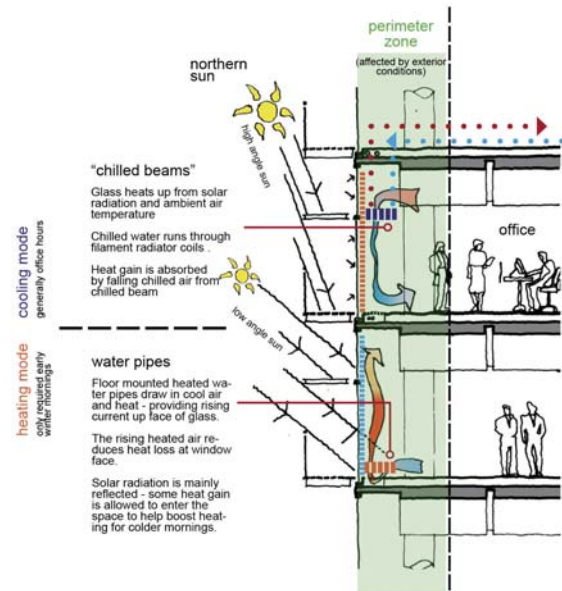 perimeter
zone
(affected by exterior
conditions)
northern
sun
high angle sun
"chilled beams"
Glass heats up from solar
radiation and ambient air
temperature
Chilled water runs through
filament radiator coils .
Heat gain is absorbed
by falling chilled air from
chilled beam
office
cooling mode
generally office hours
low angle sun
water pipes
Floor mounted heated wa-
ter pipes draw in cool air
and heat - providing rising
current up face of glass.
The rising heated air re-
duces heat loss at window
face.
Solar radiation is mainly
reflected - some heat gain
is allowed to enter the
space to help boost heat-
ing for colder mornings.
heating mode
only required early
winter mornings